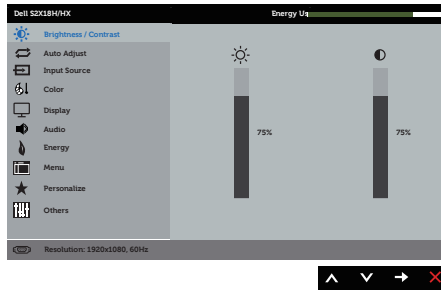 Dell S2X18H/HX
Energy Us
Brightness / Contrast
Auto Adjust
Input Source
Color
Display
Audio
Energy
Menu
Personalize
Others
75%
75%
Resolution: 1920x1080, 60Hz